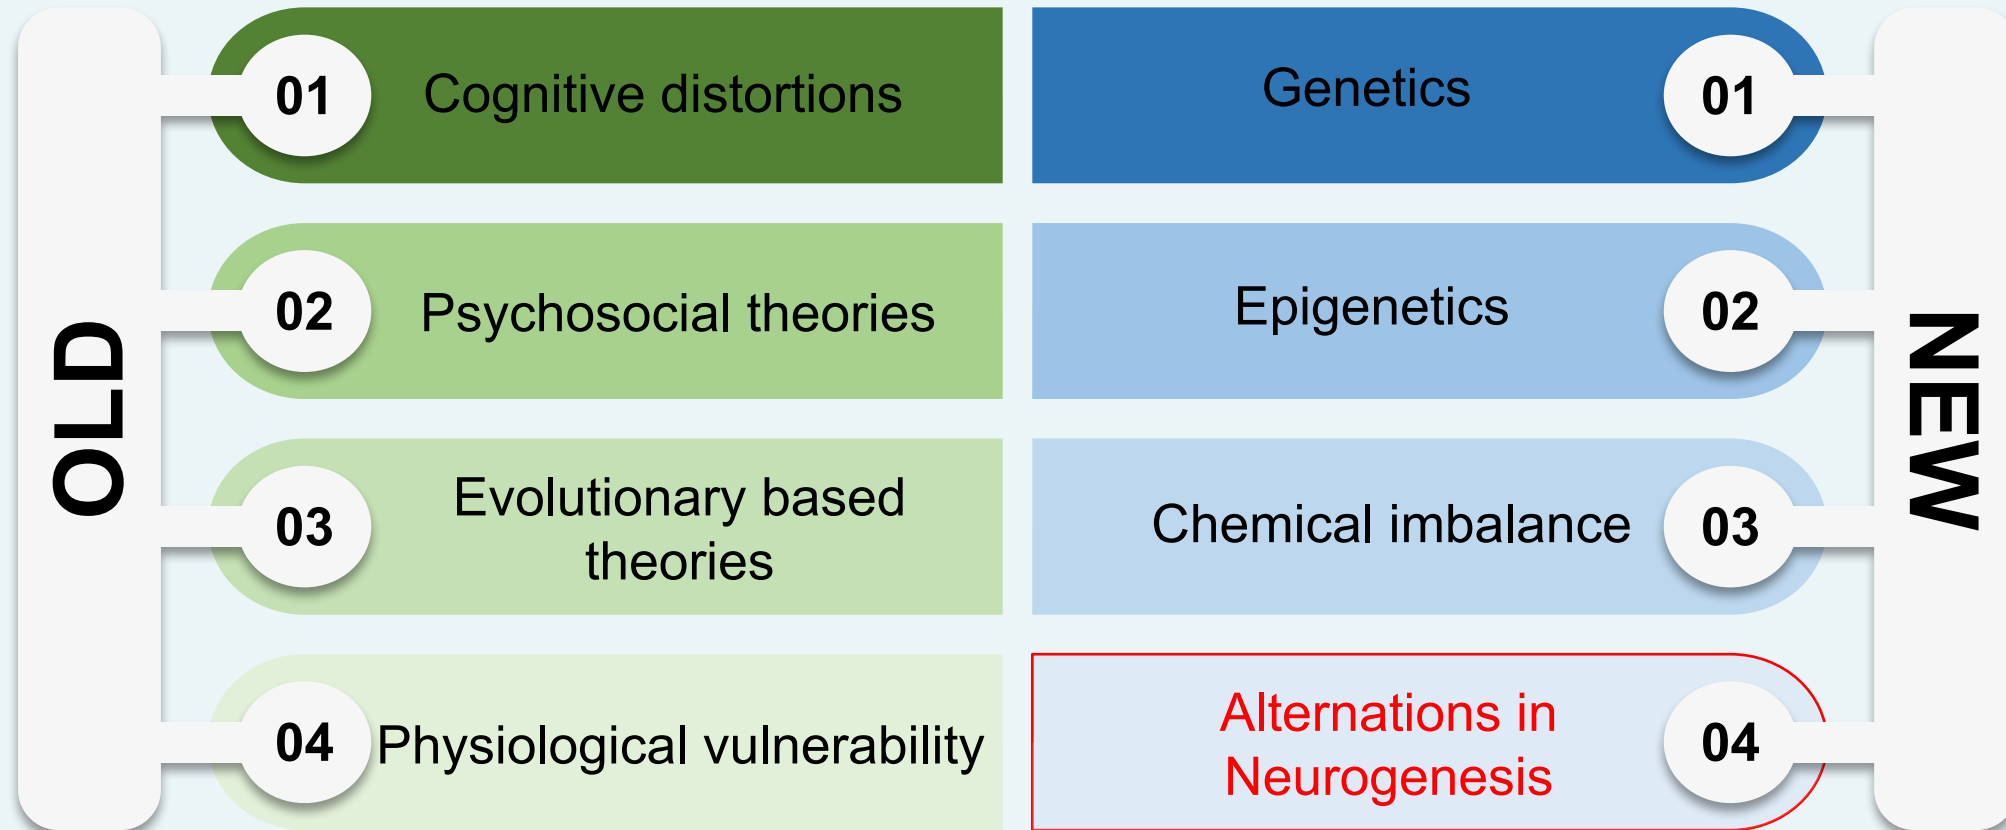 OLD
01 Cognitive distortions
02 Psychosocial theories
03 Evolutionary based
theories
04 Physiological vulnerability
Genetics 01
Epigenetics 02
Chemical imbalance 03
Alternations in
Neurogenesis 04
NEW